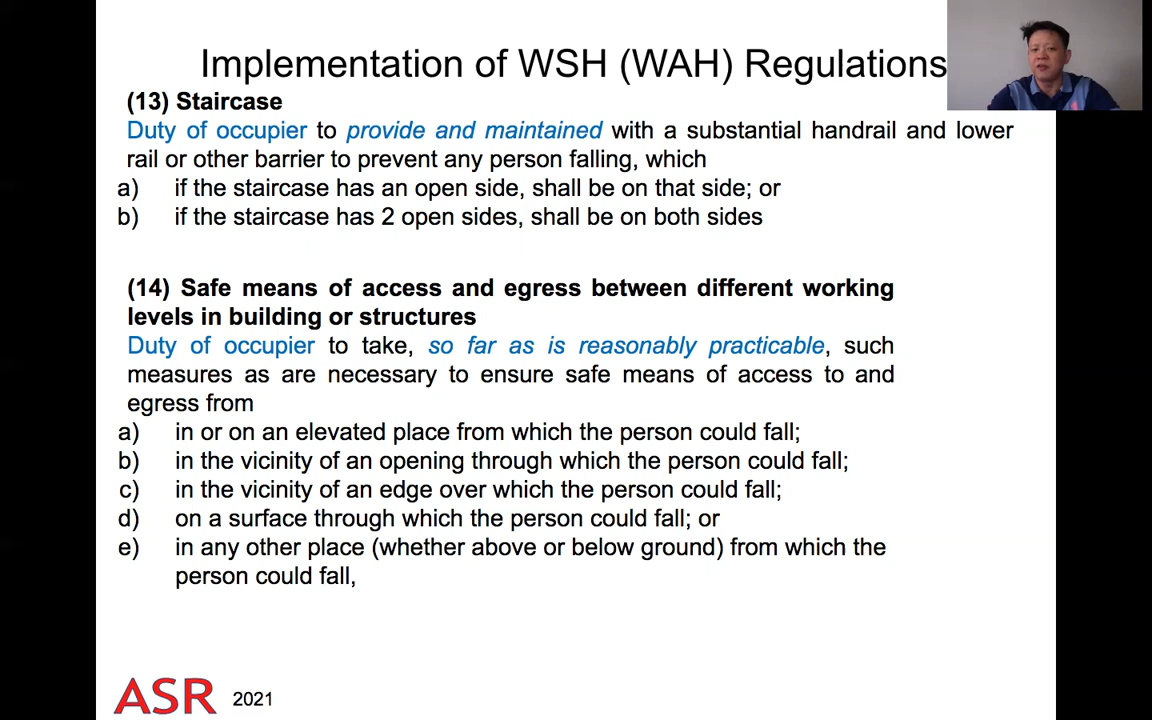 Implementation of WSH (WAH) Regulations
(13) Staircase
Duty of occupier to provide and maintained with a substantial handrail and lower
rail or other barrier to prevent any person falling, which
a) if the staircase has an open side, shall be on that side; or
b) if the staircase has 2 open sides, shall be on both sides
(14) Safe means of access and egress between different working
levels in building or structures
Duty of occupier to take, so far as is reasonably practicable, such
measures as are necessary to ensure safe means of access to and
egress from
a) in or on an elevated place from which the person could fall;
b) in the vicinity of an opening through which the person could fall;
c) in the vicinity of an edge over which the person could fall;
d) on a surface through which the person could fall; or
e) in any other place (whether above or below ground) from which the
person could fall,
ASR 2021